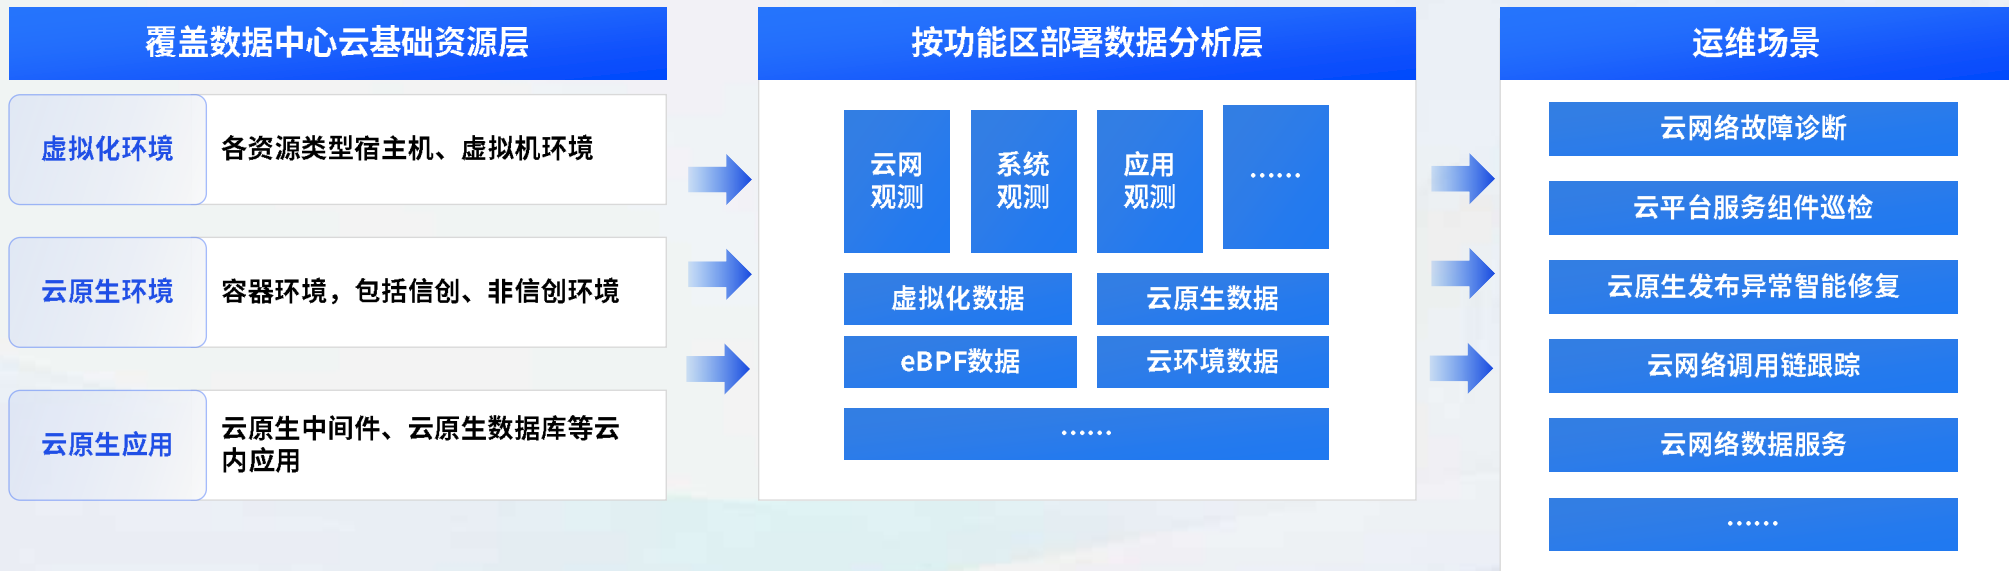 覆盖数据中心云基础资源层
虚拟化环境
各资源类型宿主机、虚拟机环境
云原生环境
容器环境，包括信创、非信创环境
云原生应用
云原生中间件、云原生数据库等云
内应用
按功能区部署数据分析层
云网
观测
系统
观测
应用
观测
……
虚拟化数据
云原生数据
eBPF数据
云环境数据
……
运维场景
云网络故障诊断
云平台服务组件巡检
云原生发布异常智能修复
云网络调用链跟踪
云网络数据服务
……